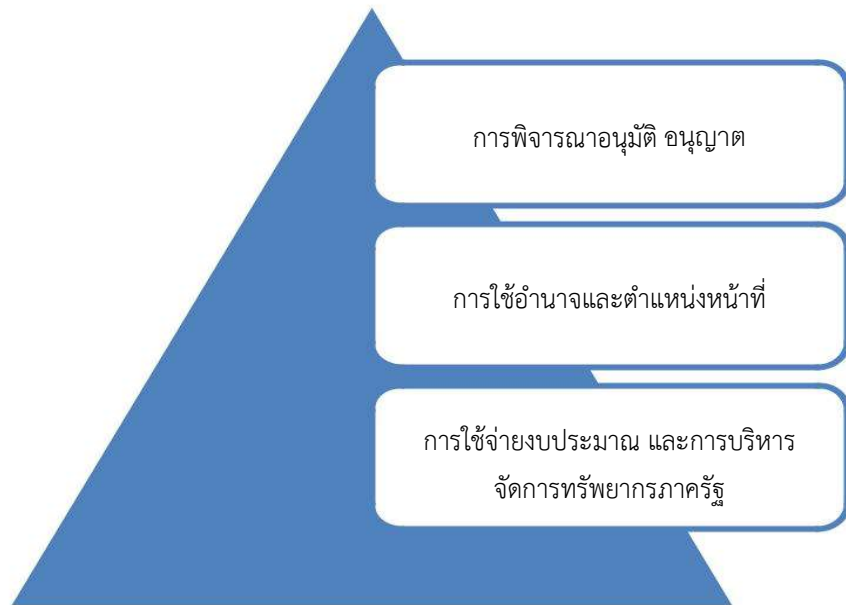 การพิจารณาอนุมัติ อนุญาต
การใช้อำนาจและตำแหน่งหน้าที่
การใช้จ่ายงบประมาณ และการบริหาร
จัดการทรัพยากรภาครัฐ